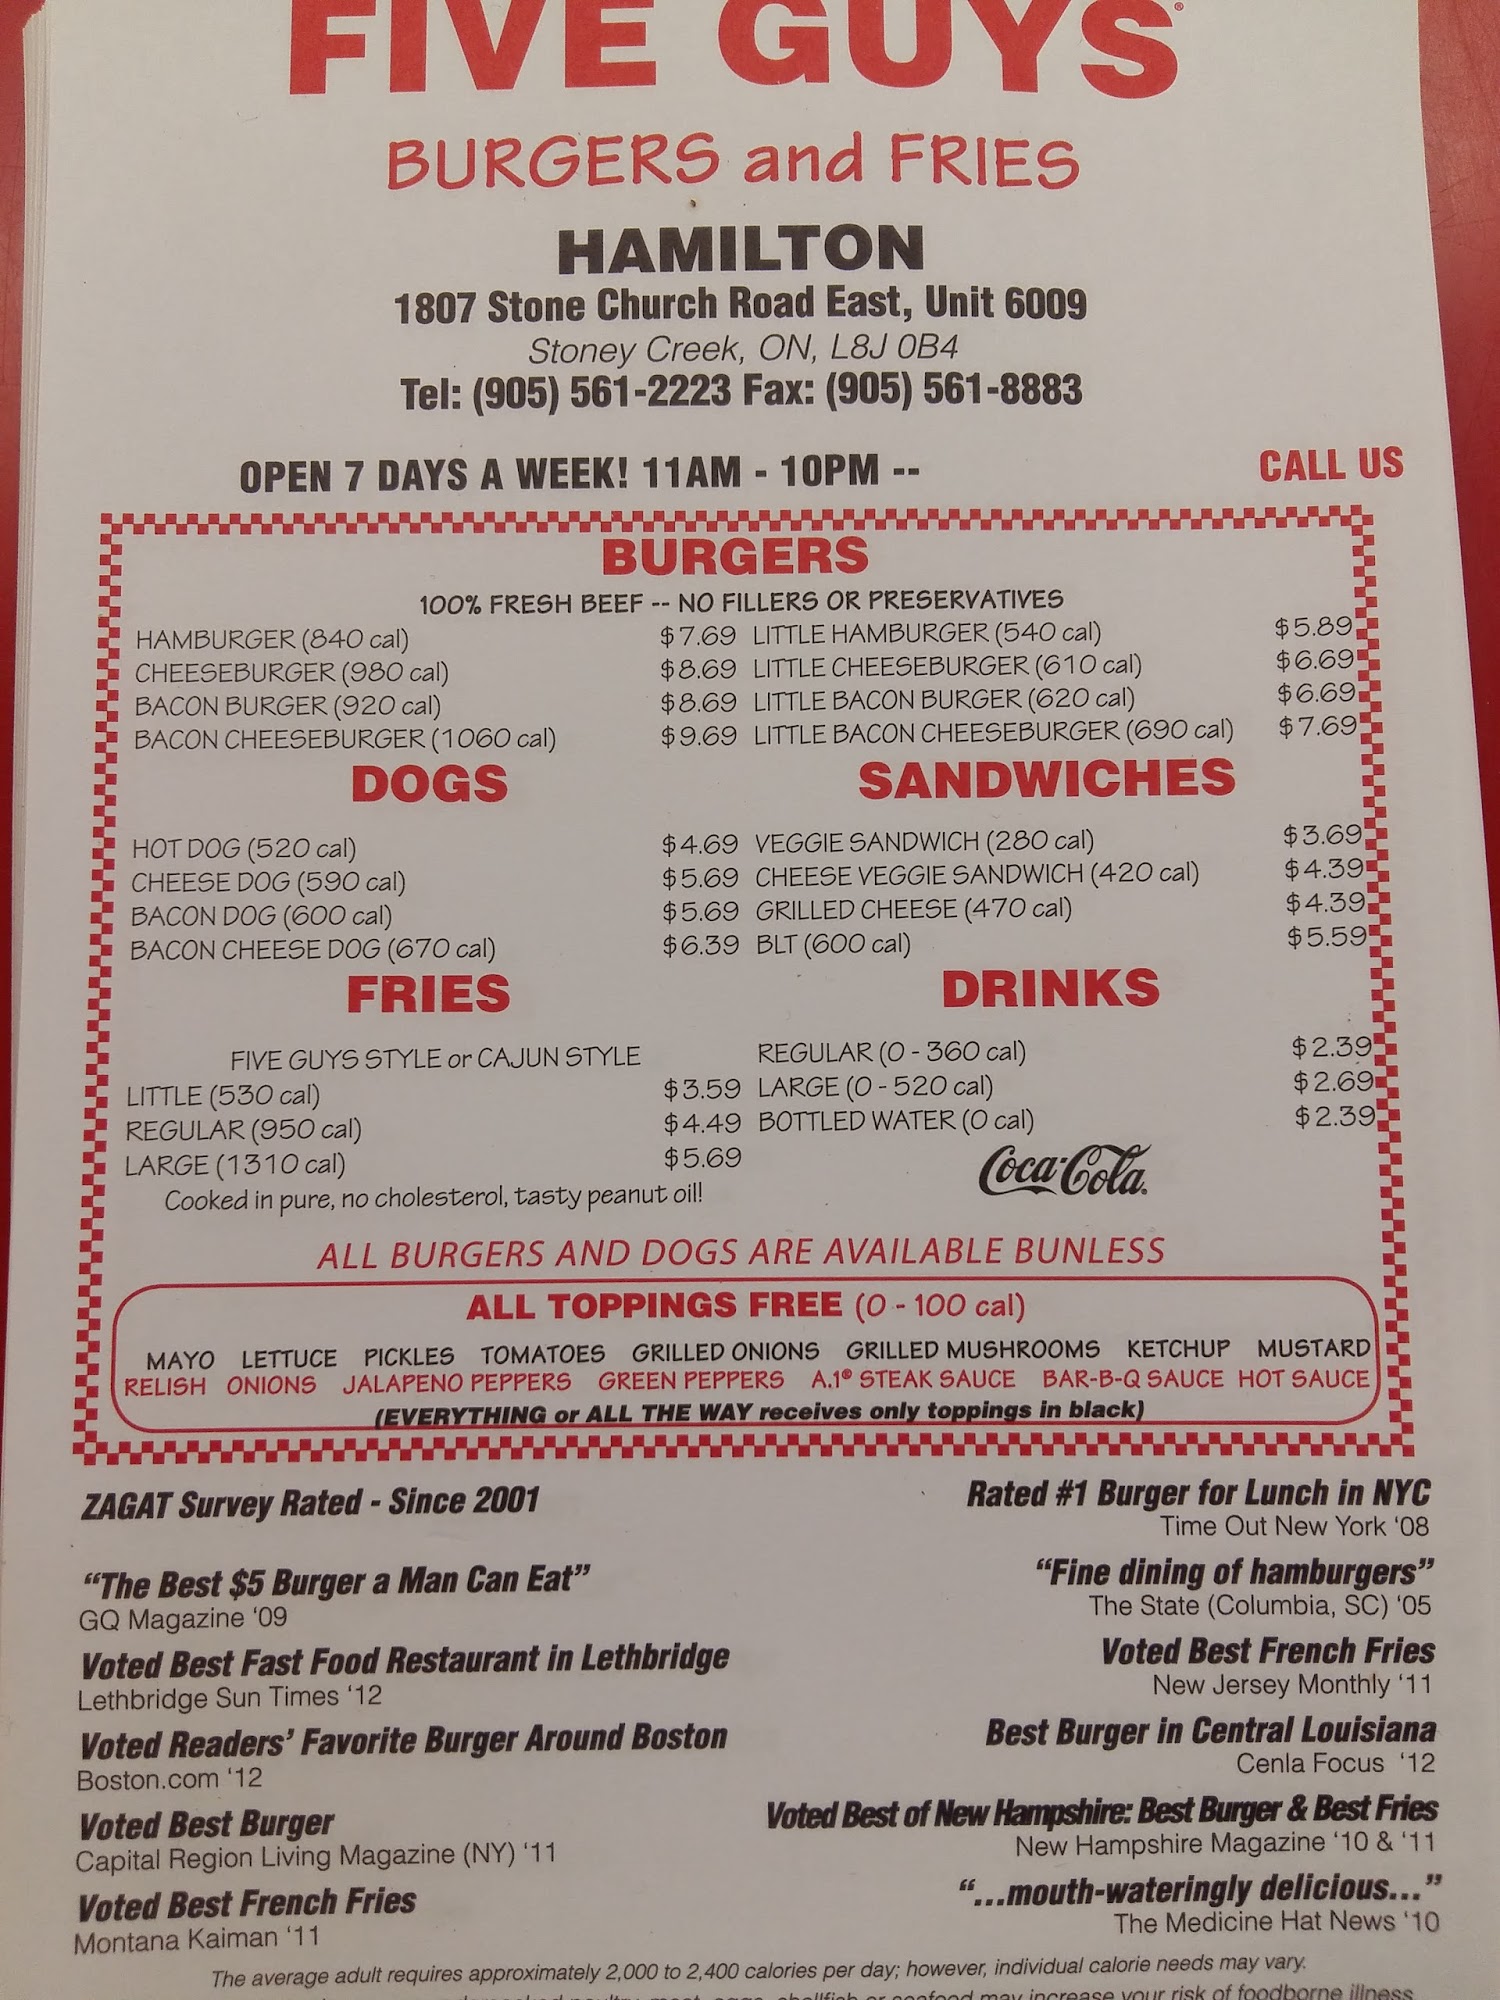 FIVE GUYS®
BURGERS and FRIES
HAMILTON
1807 Stone Church Road East, Unit 6009
Stoney Creek, ON, L8J 0B4
Tel: (905) 561-2223 Fax: (905) 561-8883
OPEN 7 DAYS A WEEK! 11AM - 10PM -- CALL US
BURGERS
100% FRESH BEEF -- NO FILLERS OR PRESERVATIVES
HAMBURGER (840 cal) $7.69 LITTLE HAMBURGER (540 cal) $5.89
CHEESEBURGER (980 cal) $8.69 LITTLE CHEESEBURGER (610 cal) $6.69
BACON BURGER (920 cal) $8.69 LITTLE BACON BURGER (620 cal) $6.69
BACON CHEESEBURGER (1060 cal) $9.69 LITTLE BACON CHEESEBURGER (690 cal) $7.69
DOGS SANDWICHES
HOT DOG (520 cal) $4.69 VEGGIE SANDWICH (280 cal) $3.69
CHEESE DOG (590 cal) $5.69 CHEESE VEGGIE SANDWICH (420 cal) $4.39
BACON DOG (600 cal) $5.69 GRILLED CHEESE (470 cal) $4.39
BACON CHEESE DOG (670 cal) $6.39 BLT (600 cal) $5.59
FRIES DRINKS
FIVE GUYS STYLE or CAJUN STYLE REGULAR (0 - 360 cal) $2.39
LITTLE (530 cal) $3.59 LARGE (0 - 520 cal) $2.69
REGULAR (950 cal) $4.49 BOTTLED WATER (0 cal) $2.39
LARGE (1310 cal) $5.69 Coca-Cola
Cooked in pure, no cholesterol, tasty peanut oil!
ALL BURGERS AND DOGS ARE AVAILABLE BUNLESS
ALL TOPPINGS FREE (0 - 100 cal)
MAYO LETTUCE PICKLES TOMATOES GRILLED ONIONS GRILLED MUSHROOMS KETCHUP MUSTARD
RELISH ONIONS JALAPENO PEPPERS GREEN PEPPERS A.1® STEAK SAUCE BAR-B-Q SAUCE HOT SAUCE
(EVERYTHING or ALL THE WAY receives only toppings in black)
ZAGAT Survey Rated - Since 2001 Rated #1 Burger for Lunch in NYC
Time Out New York '08
"The Best $5 Burger a Man Can Eat" "Fine dining of hamburgers"
GQ Magazine '09 The State (Columbia, SC) '05
Voted Best Fast Food Restaurant in Lethbridge Voted Best French Fries
Lethbridge Sun Times '12 New Jersey Monthly '11
Voted Readers' Favorite Burger Around Boston Best Burger in Central Louisiana
Boston.com '12 Cenla Focus '12
Voted Best Burger Voted Best of New Hampshire: Best Burger & Best Fries
Capital Region Living Magazine (NY) '11 New Hampshire Magazine '10 & '11
Voted Best French Fries "...mouth-wateringly delicious..."
Montana Kaiman '11 The Medicine Hat News '10
The average adult requires approximately 2,000 to 2,400 calories per day; however, individual calorie needs may vary.
may increase your risk of foodborne illness